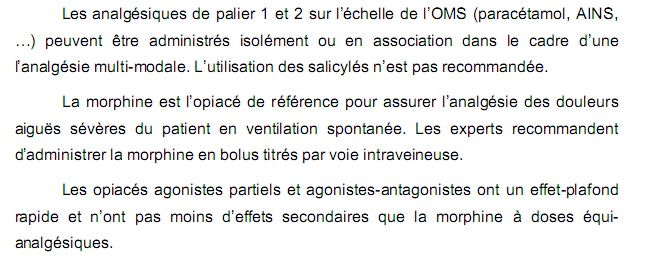 Les analgésiques de palier 1 et 2 sur l'échelle de l'OMS (paracétamol, AINS,
…) peuvent être administrés isolément ou en association dans le cadre d'une
l'analgésie multi-modale. L'utilisation des salicylés n'est pas recommandée.
La morphine est l'opiacé de référence pour assurer l'analgésie des douleurs
aiguës sévères du patient en ventilation spontanée. Les experts recommandent
d'administrer la morphine en bolus titrés par voie intraveineuse.
Les opiacés agonistes partiels et agonistes-antagonistes ont un effet-plafond
rapide et n'ont pas moins d'effets secondaires que la morphine à doses équi-
analgésiques.